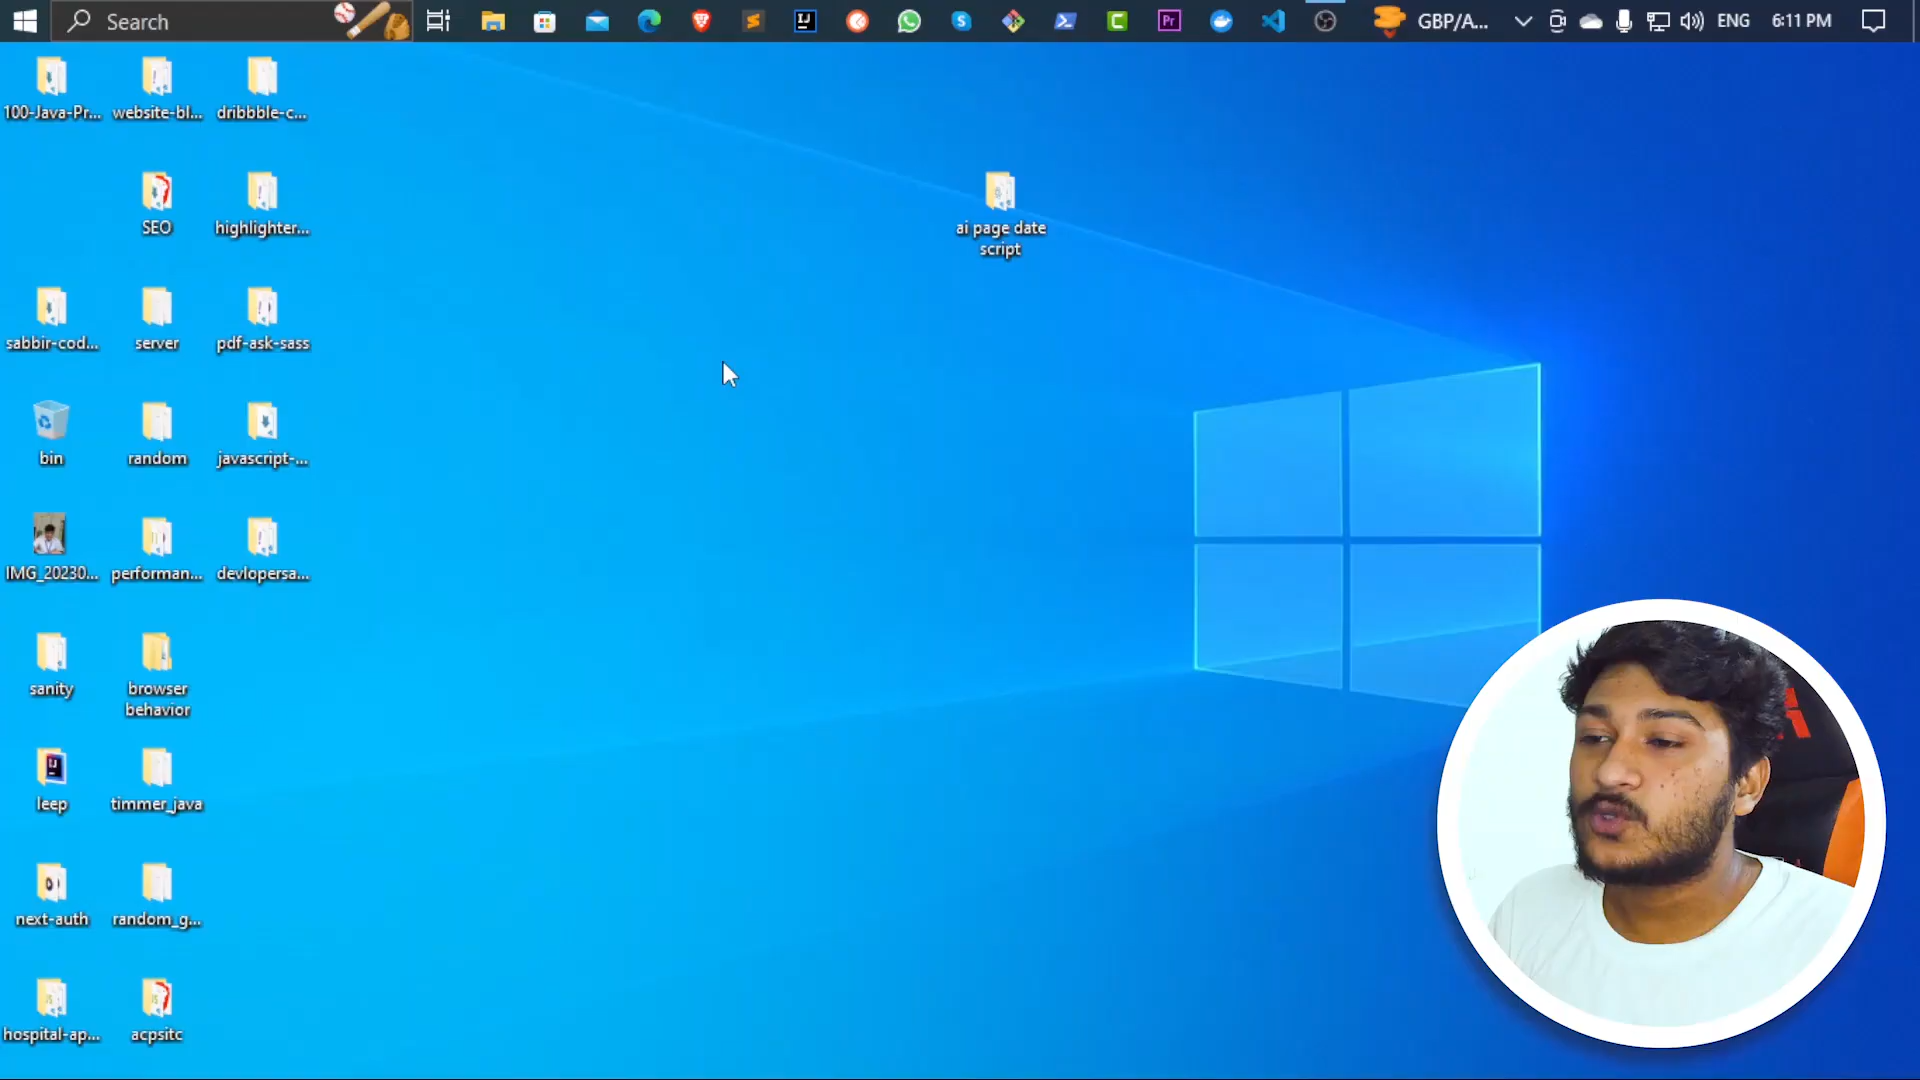 Search
GBP/A...
ENG
6:11 PM
100-Java-Pr...
website-bl...
dribbble-c...
SEO
highlighter...
ai page date
script
sabbir-cod...
server
pdf-ask-sass
bin
random
javascript-...
IMG_20230...
performan...
devlopersa...
sanity
browser
behavior
leep
timmer_java
next-auth
random_g...
hospital-ap...
acpsitc